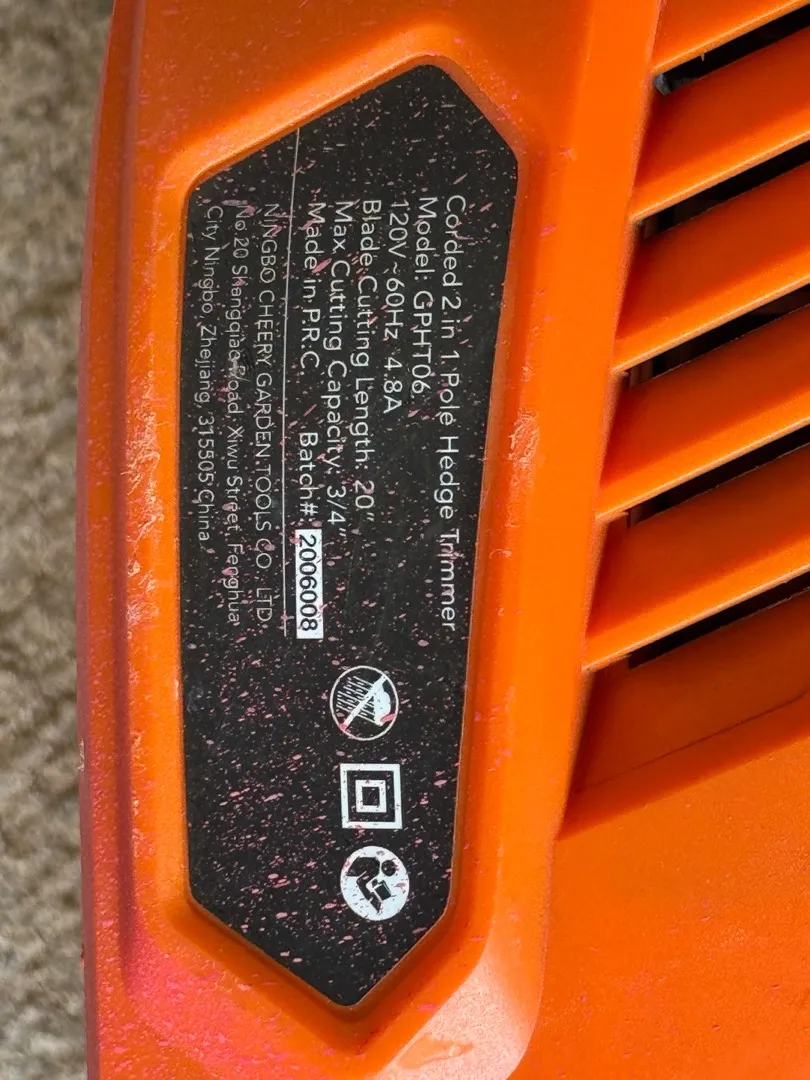 Corded 2 in 1 Pole Hedge Trimmer
Model: GPHT06
120V~60Hz 4.8A
Blade Cutting Length: 20"
Max Cutting Capacity: 3/4"
Made in P.R.C. Batch# 2006008
NINGBO CHEERY GARDEN TOOLS CO., LTD
No.20 Shangqiao Road, Xiwu Street, Fenghua
City Ningbo, Zhejiang, 315505 China